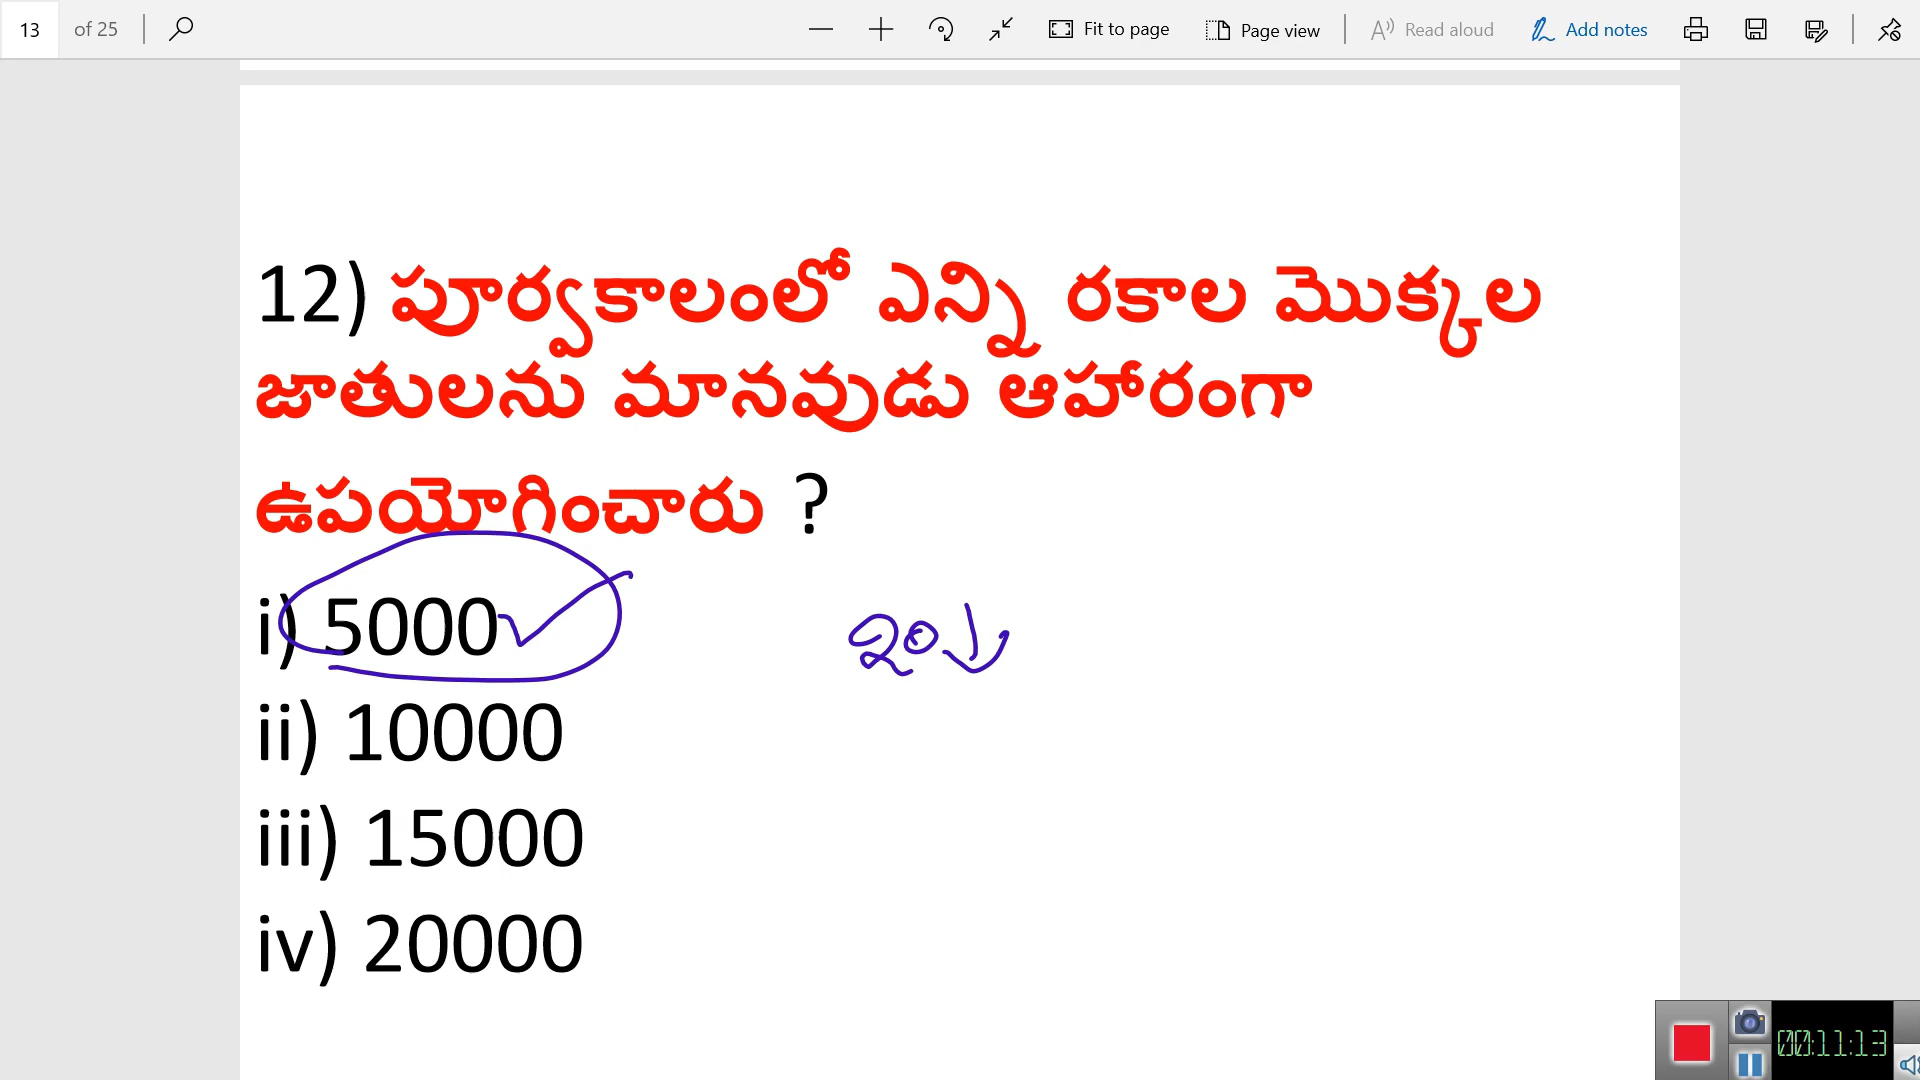 13 of 25 Fit to page Page view Read aloud Add notes
12) పూర్వకాలంలో ఎన్ని రకాల మొక్కల
జాతులను మానవుడు ఆహారంగా
ఉపయోగించారు ?
i) 5000
ii) 10000
iii) 15000
iv) 20000
00:11:13